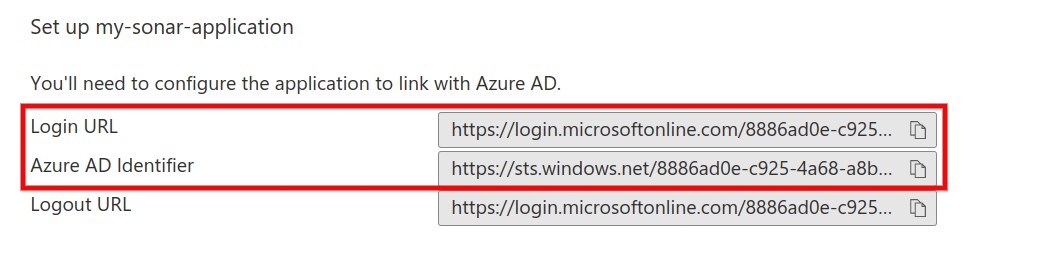 Set up my-sonar-application
You'll need to configure the application to link with Azure AD.
Login URL https://login.microsoftonline.com/8886ad0e-c925...
Azure AD Identifier https://sts.windows.net/8886ad0e-c925-4a68-a8b...
Logout URL https://login.microsoftonline.com/8886ad0e-c925...